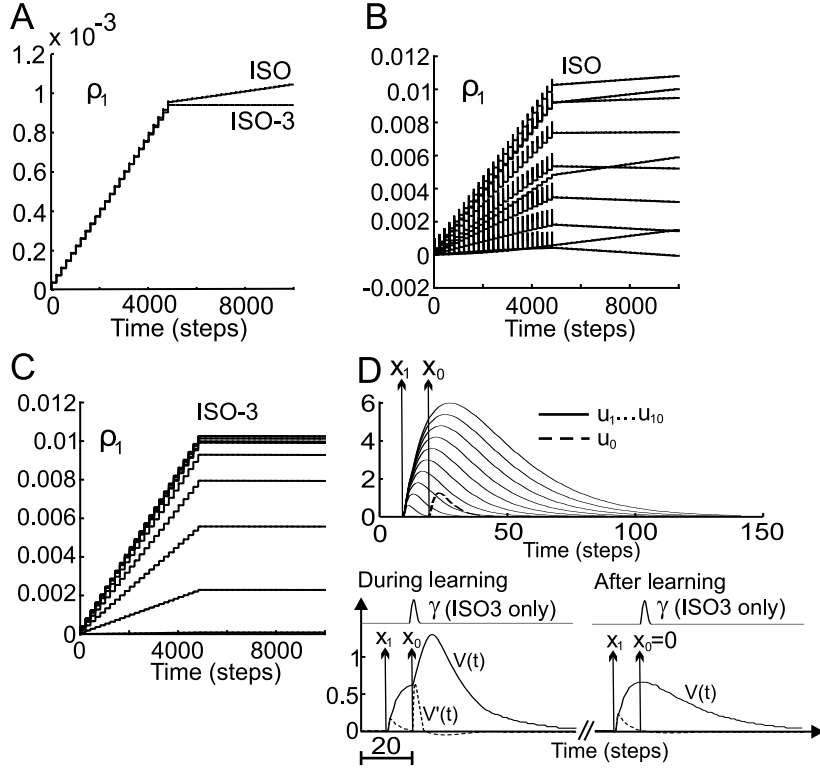 A
x 10⁻³
1.2
1
0.8
0.6
0.4
0.2
0
ρ₁
ISO
ISO-3
0 4000 8000
Time (steps)
B
0.012
0.01
0.008
0.006
0.004
0.002
0
-0.002
ρ₁
ISO
0 4000 8000
Time (steps)
C
0.012
0.01
0.008
0.006
0.004
0.002
0
ρ₁
ISO-3
0 4000 8000
Time (steps)
D
x₁ x₀
6
4
2
0
u₁...u₁₀
u₀
0 50 100 150
Time (steps)
During learning
γ (ISO3 only)
x₁ x₀
1
0.5
0
V(t)
V'(t)
20
After learning
γ (ISO3 only)
x₁ x₀=0
V(t)
Time (steps)